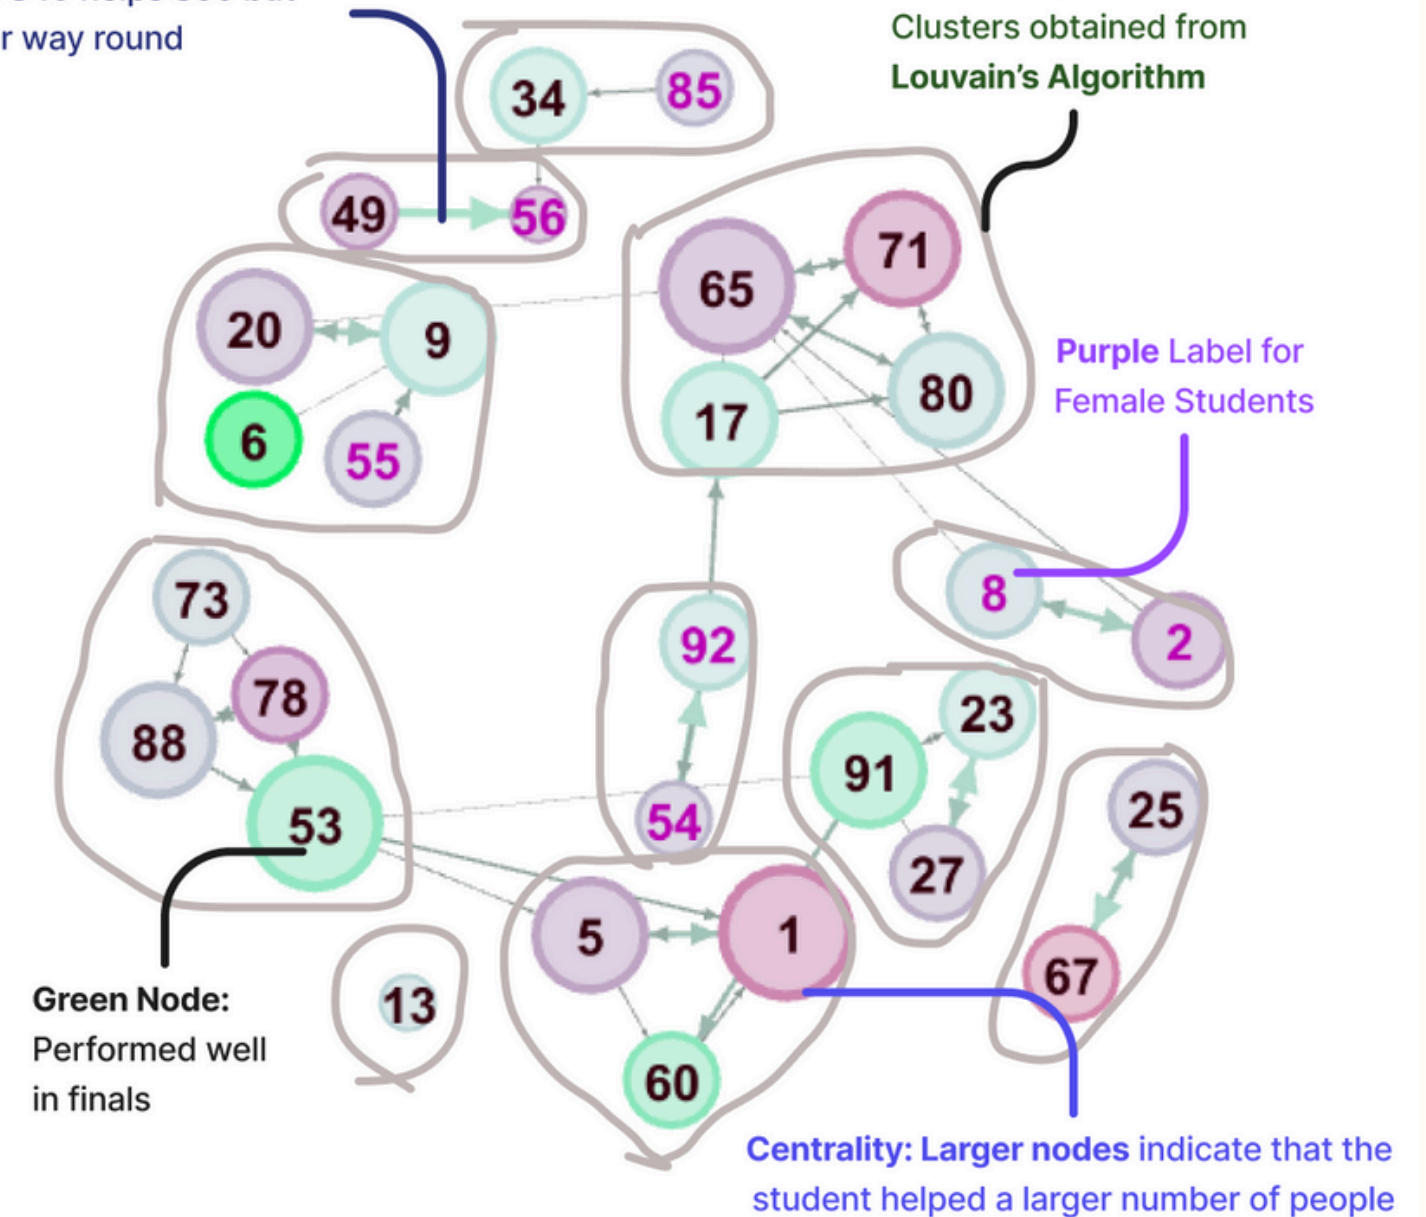 r way round
Clusters obtained from
Louvain's Algorithm
34
85
49
56
20
9
6
55
65
71
17
80
Purple Label for
Female Students
8
2
73
78
88
53
92
54
23
91
27
25
67
5
1
60
13
Green Node:
Performed well
in finals
Centrality: Larger nodes indicate that the
student helped a larger number of people